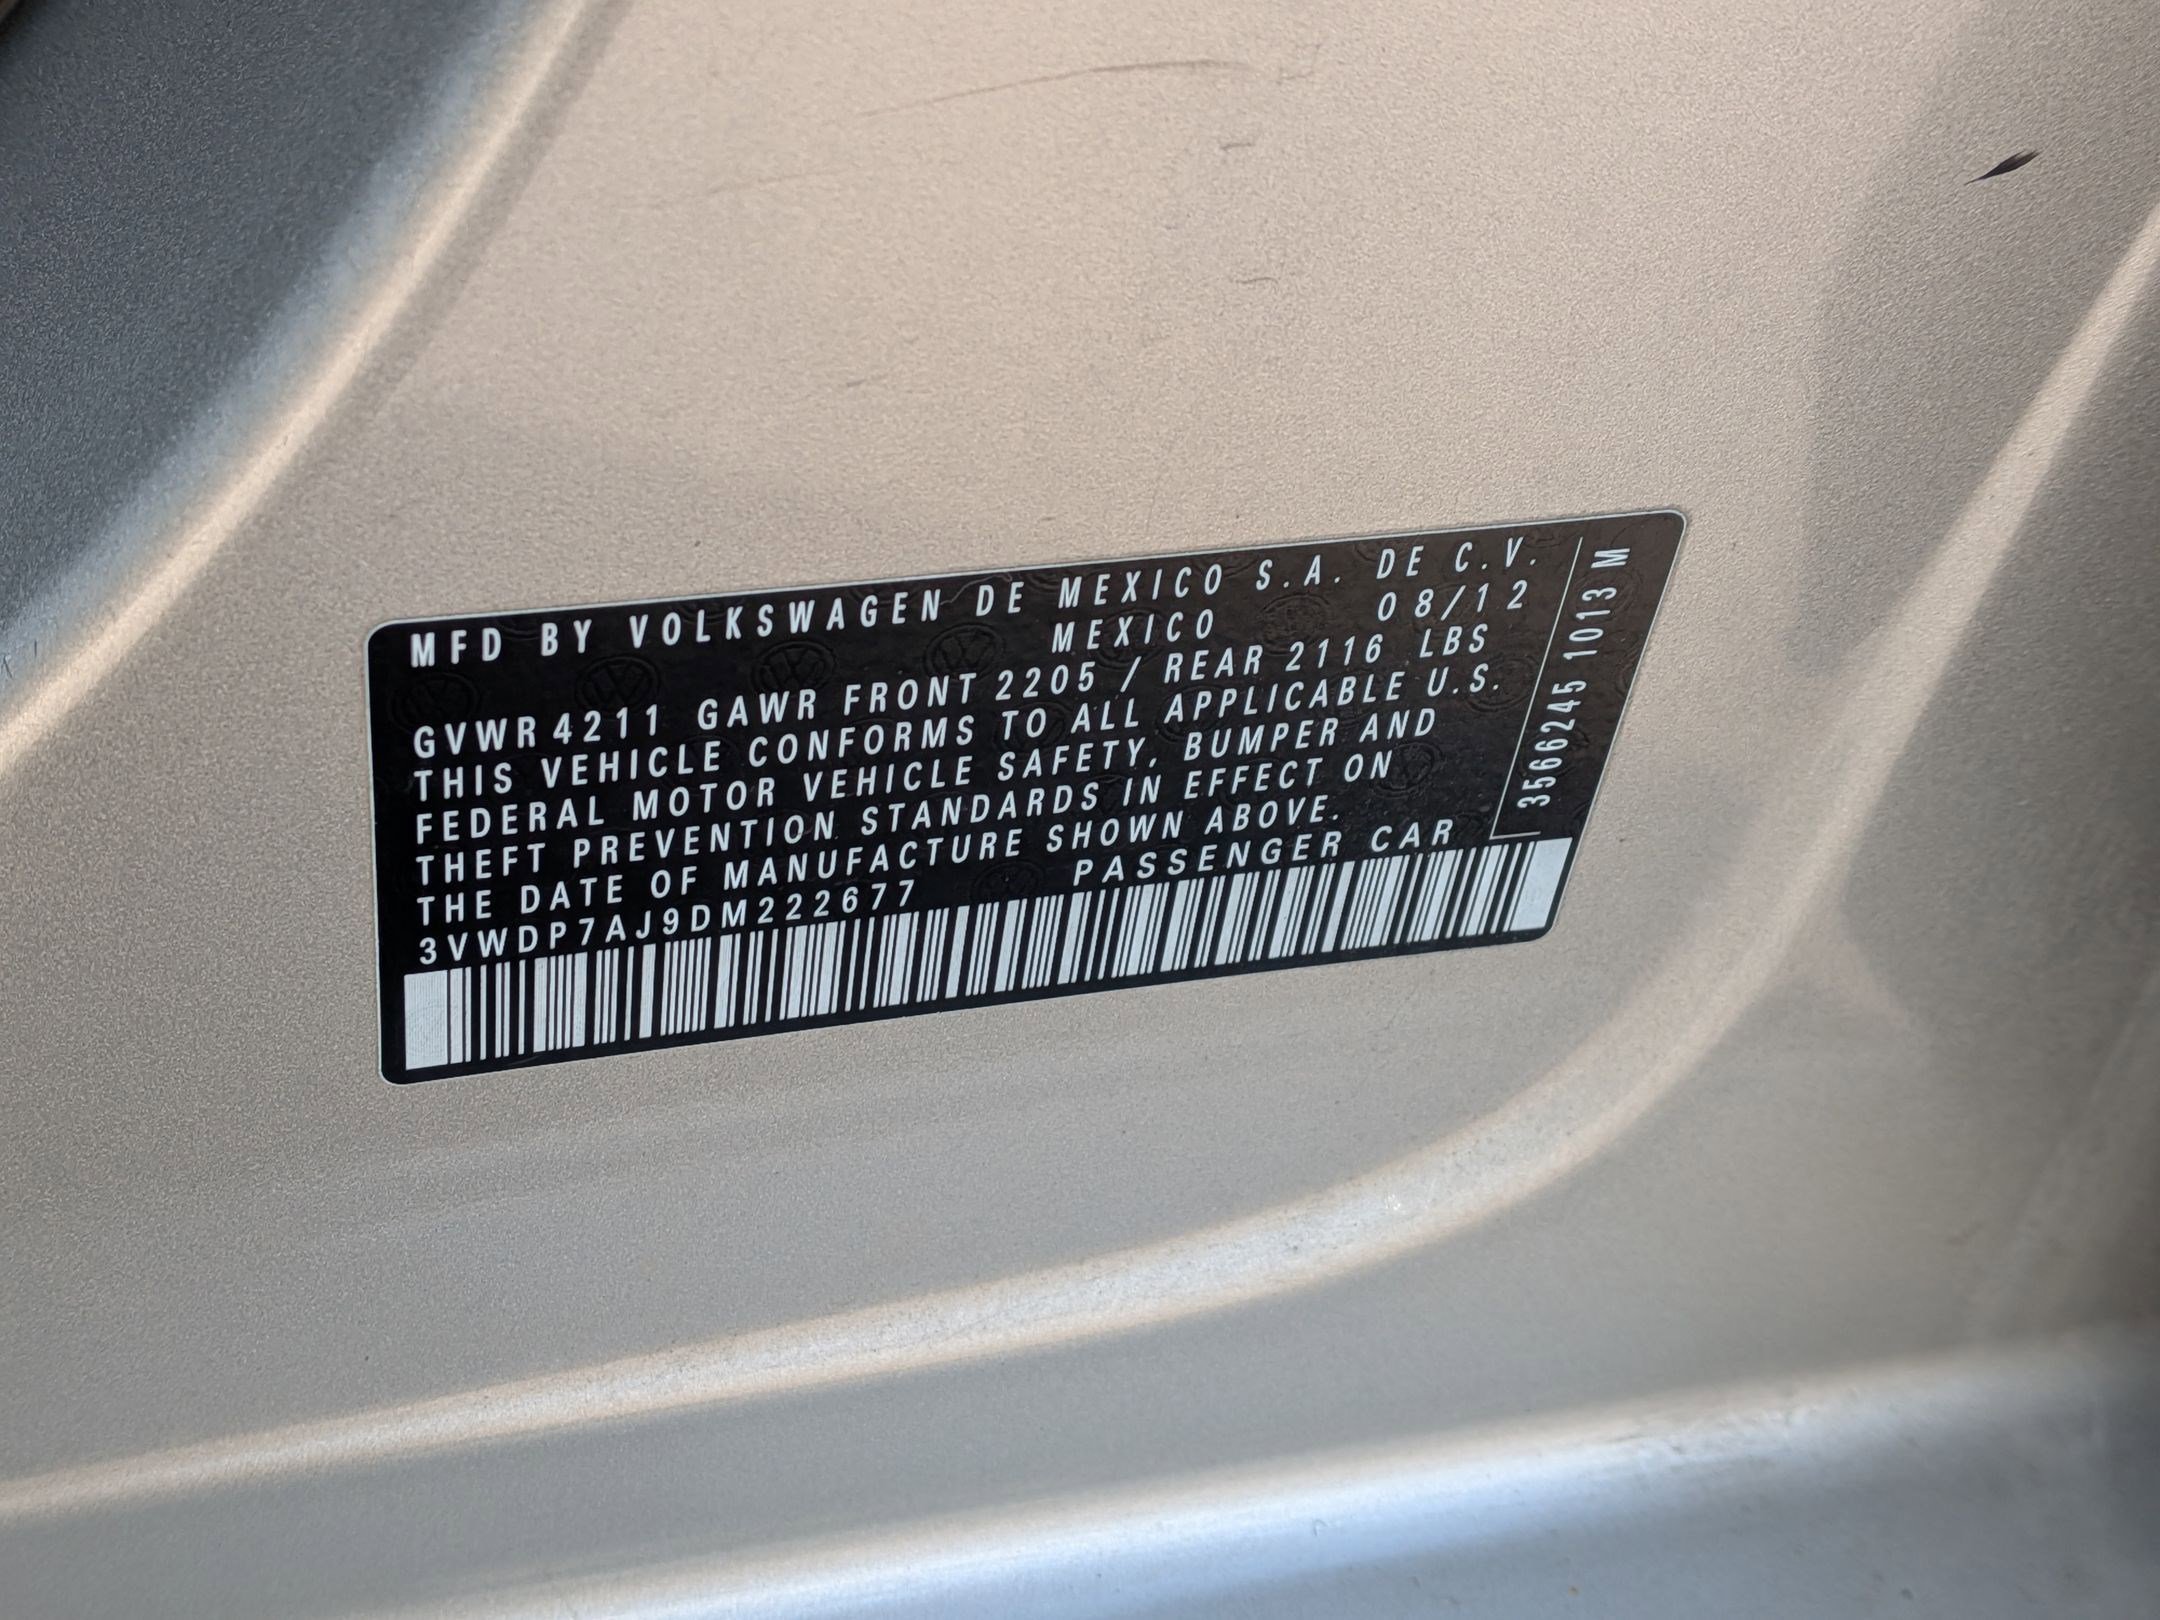 MFD BY VOLKSWAGEN DE MEXICO S.A. DE C.V.
MEXICO 08/12
GVWR 4211 GAWR FRONT 2205 / REAR 2116 LBS
THIS VEHICLE CONFORMS TO ALL APPLICABLE U.S.
FEDERAL MOTOR VEHICLE SAFETY, BUMPER AND
THEFT PREVENTION STANDARDS IN EFFECT ON
THE DATE OF MANUFACTURE SHOWN ABOVE.
3VWDP7AJ9DM222677 PASSENGER CAR
3566245 1013 M